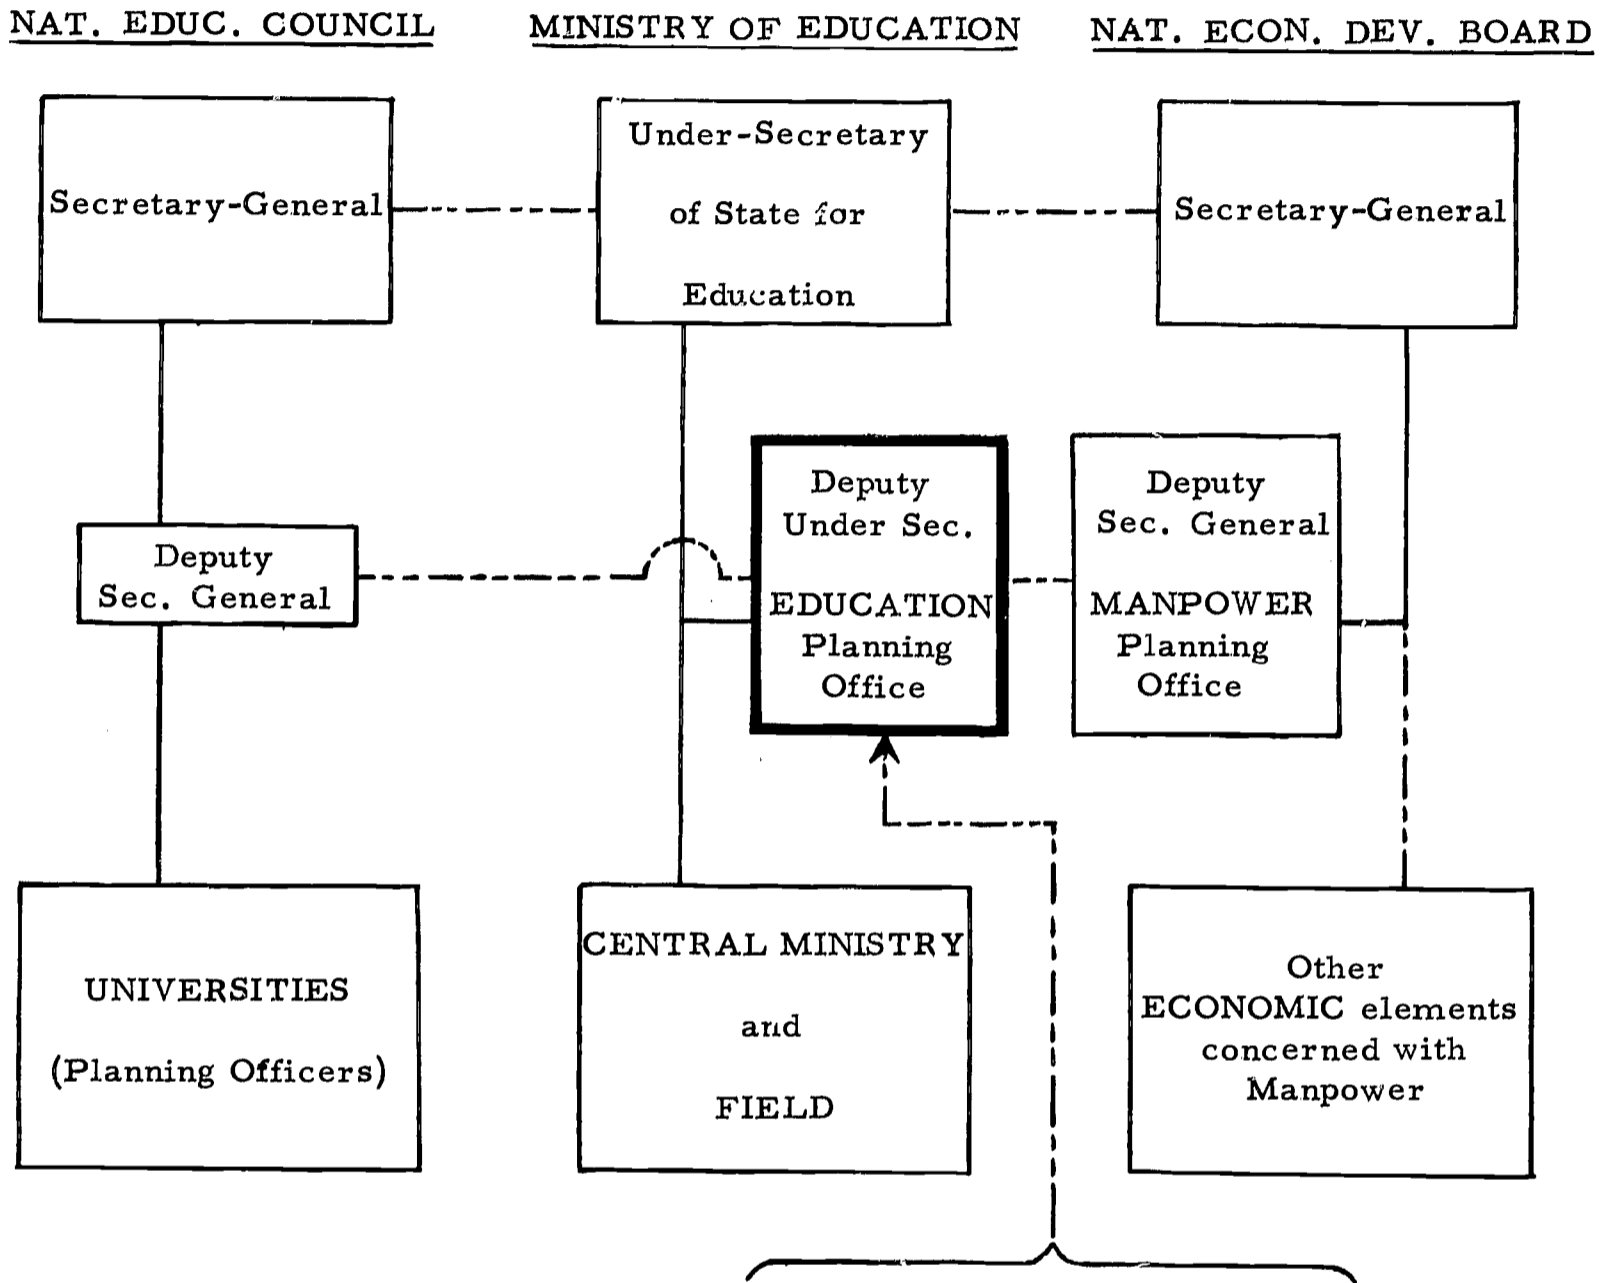 NAT. EDUC. COUNCIL
MINISTRY OF EDUCATION
NAT. ECON. DEV. BOARD
Secretary-General
Under-Secretary
of State for
Education
Secretary-General
Deputy
Sec. General
Deputy
Under Sec.
EDUCATION
Planning
Office
Deputy
Sec. General
MANPOWER
Planning
Office
UNIVERSITIES
(Planning Officers)
CENTRAL MINISTRY
and
FIELD
Other
ECONOMIC elements
concerned with
Manpower